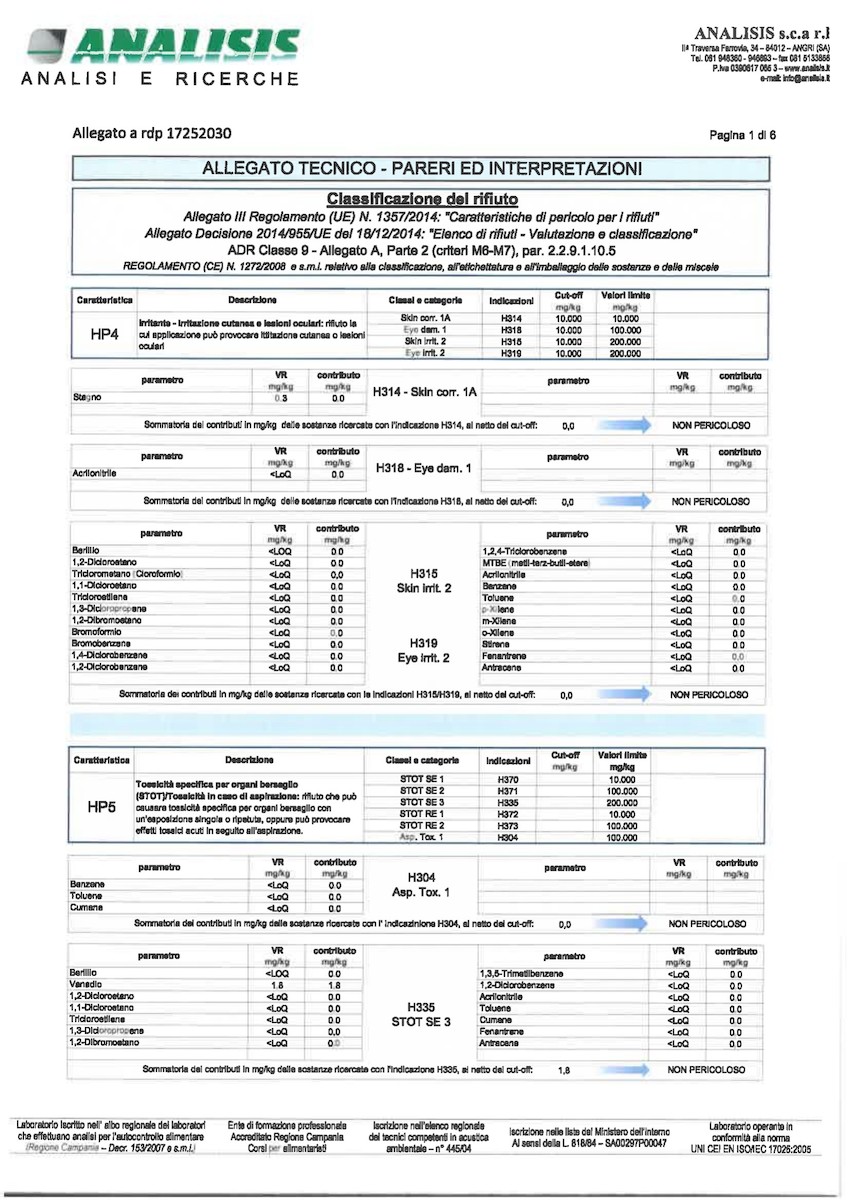 ANALISIS
ANALISI E RICERCHE
ANALISIS s.c.a r.l
IIª Traversa Ferrovia, 34 – 84012 – ANGRI (SA)
Tel. 081 948360 - 946693 – fax 081 5133855
P.Iva 0390617 065 3 – www.analisis.it
e-mail: info@analisis.it
Allegato a rdp 17252030
Pagina 1 di 6
ALLEGATO TECNICO - PARERI ED INTERPRETAZIONI
Classificazione del rifiuto
Allegato III Regolamento (UE) N. 1357/2014: "Caratteristiche di pericolo per i rifiuti"
Allegato Decisione 2014/955/UE del 18/12/2014: "Elenco di rifiuti - Valutazione e classificazione"
ADR Classe 9 - Allegato A, Parte 2 (criteri M6-M7), par. 2.2.9.1.10.5
REGOLAMENTO (CE) N. 1272/2008 e s.m.i. relativo alla classificazione, all'etichettatura e all'imballaggio delle sostanze e delle miscele
Caratteristica Descrizione Classi e categorie Indicazioni Cut-off mg/kg Valori limite mg/kg
HP4
Irritante - Irritazione cutanea e lesioni oculari: rifiuto la
cui applicazione può provocare ititazione cutanea o lesioni
oculari
Skin corr. 1A H314 10.000 10.000
Eye dam. 1 H318 10.000 100.000
Skin irrit. 2 H315 10.000 200.000
Eye irrit. 2 H319 10.000 200.000
parametro VR mg/kg contributo mg/kg H314 - Skin corr. 1A parametro VR mg/kg contributo mg/kg
Stagno 0.3 0.0
Sommatoria dei contributi in mg/kg delle sostanze ricercate con l'indicazione H314, al netto del cut-off: 0,0 NON PERICOLOSO
parametro VR mg/kg contributo mg/kg H318 - Eye dam. 1 parametro VR mg/kg contributo mg/kg
Acrilonitrile <LoQ 0.0
Sommatoria dei contributi in mg/kg delle sostanze ricercate con l'indicazione H318, al netto del cut-off: 0,0 NON PERICOLOSO
parametro VR mg/kg contributo mg/kg parametro VR mg/kg contributo mg/kg
H315
Skin irrit. 2
H319
Eye irrit. 2
Berillio <LOQ 0.0 1,2,4-Triclorobenzene <LoQ 0.0
1,2-Dicloroetano <LoQ 0.0 MTBE (metil-terz-butil-etere) <LoQ 0.0
Triclorometano (Cloroformio) <LoQ 0,0 Acrilonitrile <LoQ 0.0
1,1-Dicloroetano <LoQ 0.0 Benzene <LoQ 0.0
Tricloroetilene <LoQ 0.0 Toluene <LoQ 0.0
1,3-Dicloropropene <LoQ 0.0 p-Xilene <LoQ 0.0
1,2-Dibromoetano <LoQ 0.0 m-Xilene <LoQ 0.0
Bromoformio <LoQ 0.0 o-Xilene <LoQ 0.0
Bromobenzene <LoQ 0.0 Stirene <LoQ 0.0
1,4-Diclorobenzene <LoQ 0.0 Fenantrene <LoQ 0.0
1,2-Diclorobenzene <LoQ 0.0 Antracene <LoQ 0.0
Sommatoria dei contributi in mg/kg delle sostanze ricercate con le indicazioni H315/H319, al netto del cut-off: 0,0 NON PERICOLOSO
Caratteristica Descrizione Classi e categorie Indicazioni Cut-off mg/kg Valori limite mg/kg
HP5
Tossicità specifica per organi bersaglio
(STOT)/Tossicità in caso di aspirazione: rifiuto che può
causare tossicità specifica per organi bersaglio con
un'esposizione singola o ripetuta, oppure può provocare
effetti tossici acuti in seguito all'aspirazione.
STOT SE 1 H370 10.000
STOT SE 2 H371 100.000
STOT SE 3 H335 200.000
STOT RE 1 H372 10.000
STOT RE 2 H373 100.000
Asp. Tox. 1 H304 100.000
parametro VR mg/kg contributo mg/kg H304 Asp. Tox. 1 parametro VR mg/kg contributo mg/kg
Benzene <LoQ 0.0
Toluene <LoQ 0.0
Cumene <LoQ 0.0
Sommatoria dei contributi in mg/kg delle sostanze ricercate con l' indicazinione H304, al netto del cut-off: 0,0 NON PERICOLOSO
parametro VR mg/kg contributo mg/kg parametro VR mg/kg contributo mg/kg
H335
STOT SE 3
Berillio <LOQ 0.0 1,3,5-Trimetilbenzene <LoQ 0.0
Vanadio 1.8 1.8 1,2-Diclorobenzene <LoQ 0.0
1,2-Dicloroetano <LoQ 0.0 Acrilonitrile <LoQ 0.0
1,1-Dicloroetano <LoQ 0.0 Toluene <LoQ 0.0
Tricloroetilene <LoQ 0.0 Cumene <LoQ 0.0
1,3-Dicloropropene <LoQ 0,0 Fenantrene <LoQ 0.0
1,2-Dibromoetano <LoQ 0.0 Antracene <LoQ 0.0
Sommatoria dei contributi in mg/kg delle sostanze ricercate con l'indicazione H335, al netto del cut-off: 1,8 NON PERICOLOSO
Laboratorio iscritto nell' albo regionale dei laboratori
che effettuano analisi per l'autocontrollo alimentare
(Regione Campania – Decr. 153/2007 e s.m.i.)
Ente di formazione professionale
Accreditato Regione Campania
Corsi per alimentaristi
Iscrizione nell'elenco regionale
dei tecnici competenti in acustica
ambientale – n° 445/04
Iscrizione nelle liste del Ministero dell'Interno
Ai sensi della L. 818/84 – SA00297P00047
Laboratorio operante in
conformità alla norma
UNI CEI EN ISO/IEC 17025:2005